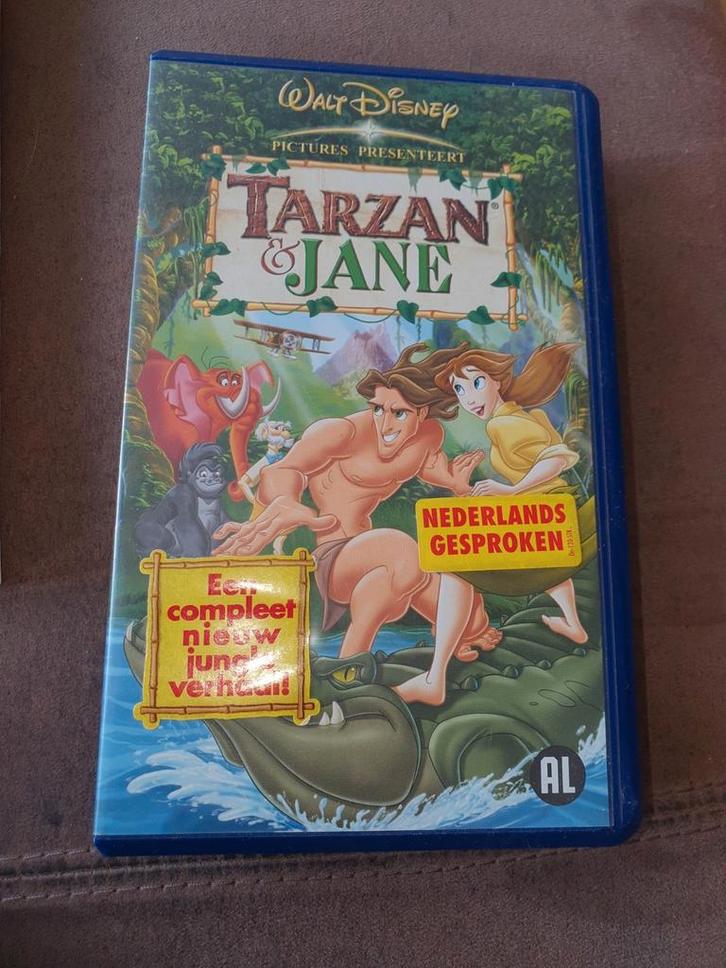 WALT DISNEY
PICTURES PRESENTEERT
TARZAN®
& JANE
NEDERLANDS
GESPROKEN
Een
compleet
nieuw
jungle
verhaal!
AL